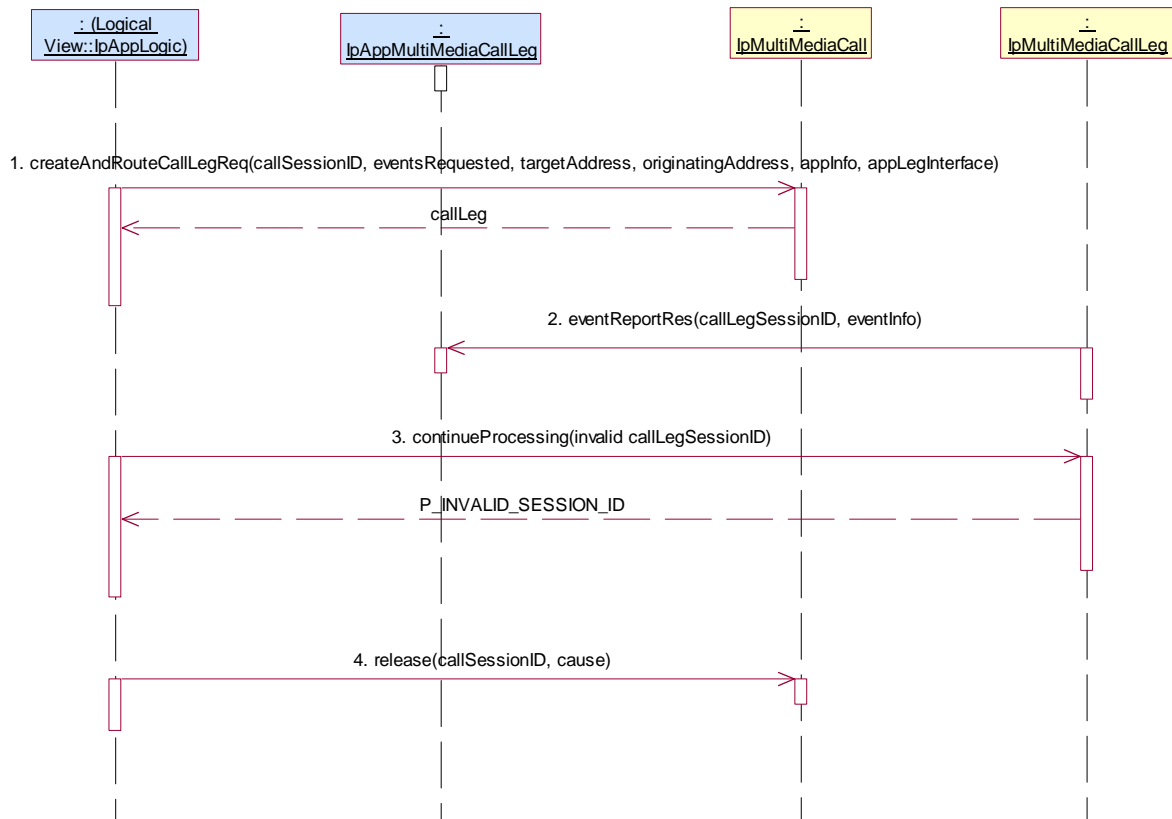 : (Logical
View::IpAppLogic)
:
IpAppMultiMediaCallLeg
:
IpMultiMediaCall
:
IpMultiMediaCallLeg
1. createAndRouteCallLegReq(callSessionID, eventsRequested, targetAddress, originatingAddress, appInfo, appLegInterface)
callLeg
2. eventReportRes(callLegSessionID, eventInfo)
3. continueProcessing(invalid callLegSessionID)
P_INVALID_SESSION_ID
4. release(callSessionID, cause)